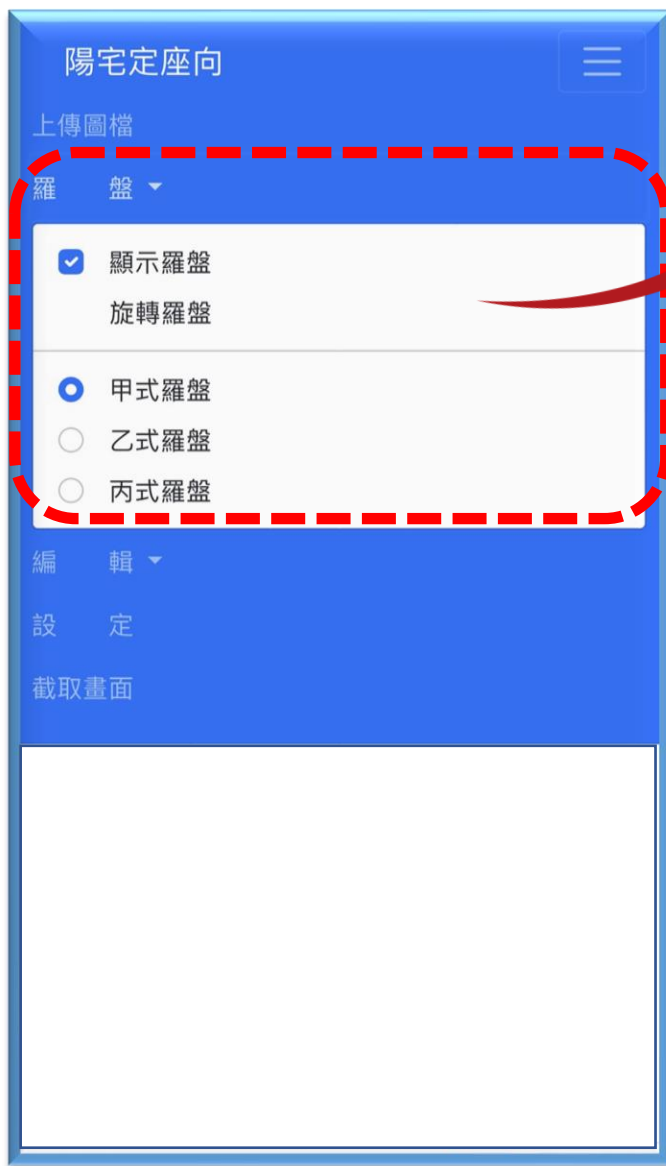 陽宅定座向
上傳圖檔
羅　　盤
顯示羅盤
旋轉羅盤
甲式羅盤
乙式羅盤
丙式羅盤
編　　輯
設　　定
截取畫面